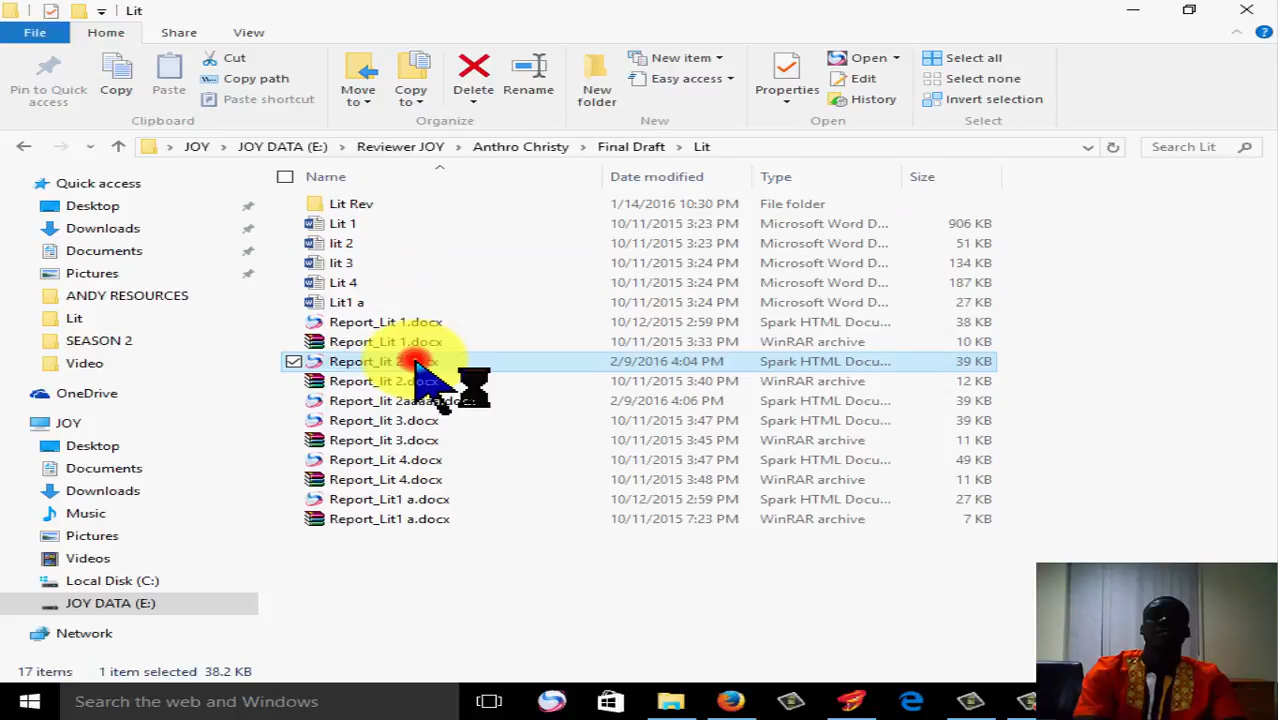 Lit
File Home Share View
Pin to Quick access
Copy
Paste
Cut
Copy path
Paste shortcut
Clipboard
Move to
Copy to
Delete
Rename
Organize
New folder
New item
Easy access
New
Properties
Open
Edit
History
Open
Select all
Select none
Invert selection
Select
JOY > JOY DATA (E:) > Reviewer JOY > Anthro Christy > Final Draft > Lit
Search Lit
Quick access
Desktop
Downloads
Documents
Pictures
ANDY RESOURCES
Lit
SEASON 2
Video
OneDrive
JOY
Desktop
Documents
Downloads
Music
Pictures
Videos
Local Disk (C:)
JOY DATA (E:)
Network
Name Date modified Type Size
Lit Rev 1/14/2016 10:30 PM File folder
Lit 1 10/11/2015 3:23 PM Microsoft Word D... 906 KB
lit 2 10/11/2015 3:23 PM Microsoft Word D... 51 KB
lit 3 10/11/2015 3:23 PM Microsoft Word D... 134 KB
Lit 4 10/11/2015 3:24 PM Microsoft Word D... 187 KB
Lit1 a 10/11/2015 3:24 PM Microsoft Word D... 27 KB
Report_Lit 1.docx 10/12/2015 2:59 PM Spark HTML Docu... 38 KB
Report_Lit 1.docx 10/11/2015 3:33 PM WinRAR archive 10 KB
Report_lit 2/9/2016 4:04 PM Spark HTML Docu... 39 KB
Report_lit 2.docx 10/11/2015 3:40 PM WinRAR archive 12 KB
Report_lit 2/9/2016 4:06 PM Spark HTML Docu... 39 KB
Report_lit 3.docx 10/11/2015 3:47 PM Spark HTML Docu... 39 KB
Report_lit 3.docx 10/11/2015 3:45 PM WinRAR archive 11 KB
Report_Lit 4.docx 10/11/2015 3:47 PM Spark HTML Docu... 49 KB
Report_Lit 4.docx 10/11/2015 3:48 PM WinRAR archive 11 KB
Report_Lit1 a.docx 10/12/2015 2:59 PM Spark HTML Docu... 27 KB
Report_Lit1 a.docx 10/11/2015 7:23 PM WinRAR archive 7 KB
17 items 1 item selected 38.2 KB
Search the web and Windows